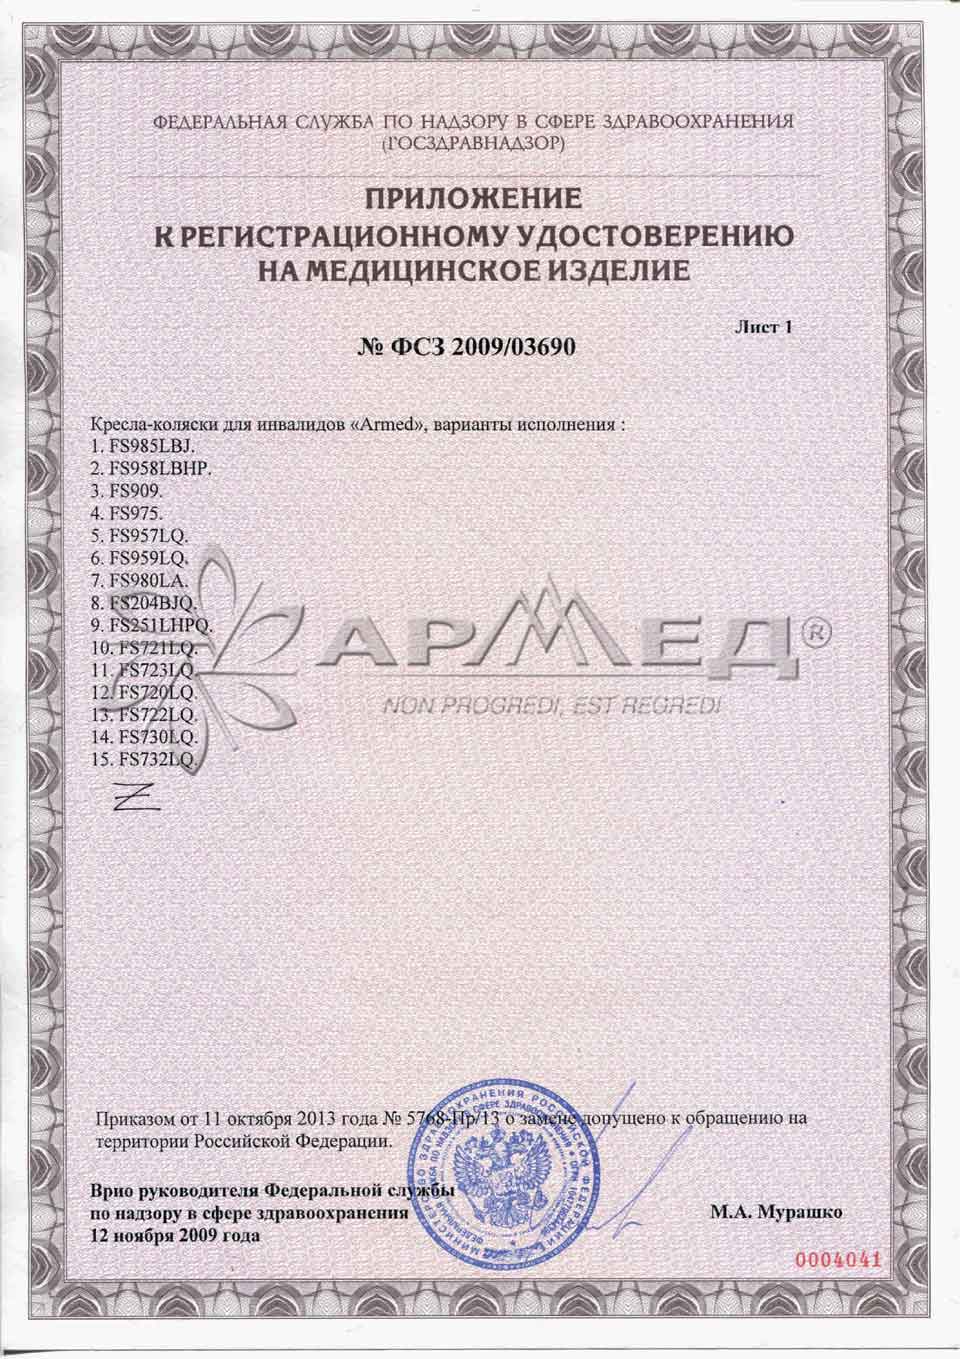 ФЕДЕРАЛЬНАЯ СЛУЖБА ПО НАДЗОРУ В СФЕРЕ ЗДРАВООХРАНЕНИЯ
(ГОСЗДРАВНАДЗОР)
ПРИЛОЖЕНИЕ
К РЕГИСТРАЦИОННОМУ УДОСТОВЕРЕНИЮ
НА МЕДИЦИНСКОЕ ИЗДЕЛИЕ
Лист 1
№ ФСЗ 2009/03690
Кресла-коляски для инвалидов «Armed», варианты исполнения :
1. FS985LBJ.
2. FS958LBHP.
3. FS909.
4. FS975.
5. FS957LQ.
6. FS959LQ.
7. FS980LA.
8. FS204BJQ.
9. FS251LHPQ.
10. FS721LQ.
11. FS723LQ.
12. FS720LQ.
13. FS722LQ.
14. FS730LQ.
15. FS732LQ.
АРМЕД®
NON PROGREDI, EST REGREDI
Приказом от 11 октября 2013 года № 5768-Пр/13 о замене допущено к обращению на
территории Российской Федерации.
Врио руководителя Федеральной службы
по надзору в сфере здравоохранения
12 ноября 2009 года
М.А. Мурашко
МИНИСТЕРСТВО ЗДРАВООХРАНЕНИЯ РОССИЙСКОЙ ФЕДЕРАЦИИ
0004041